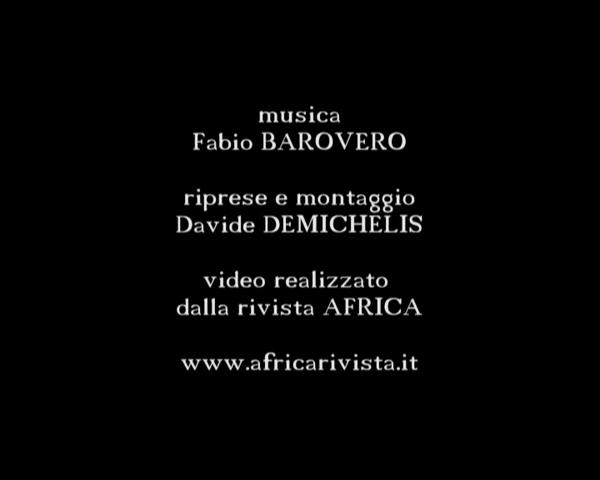 musica
Fabio BAROVERO
riprese e montaggio
Davide DEMICHELIS
video realizzato
dalla rivista AFRICA
www.africarivista.it